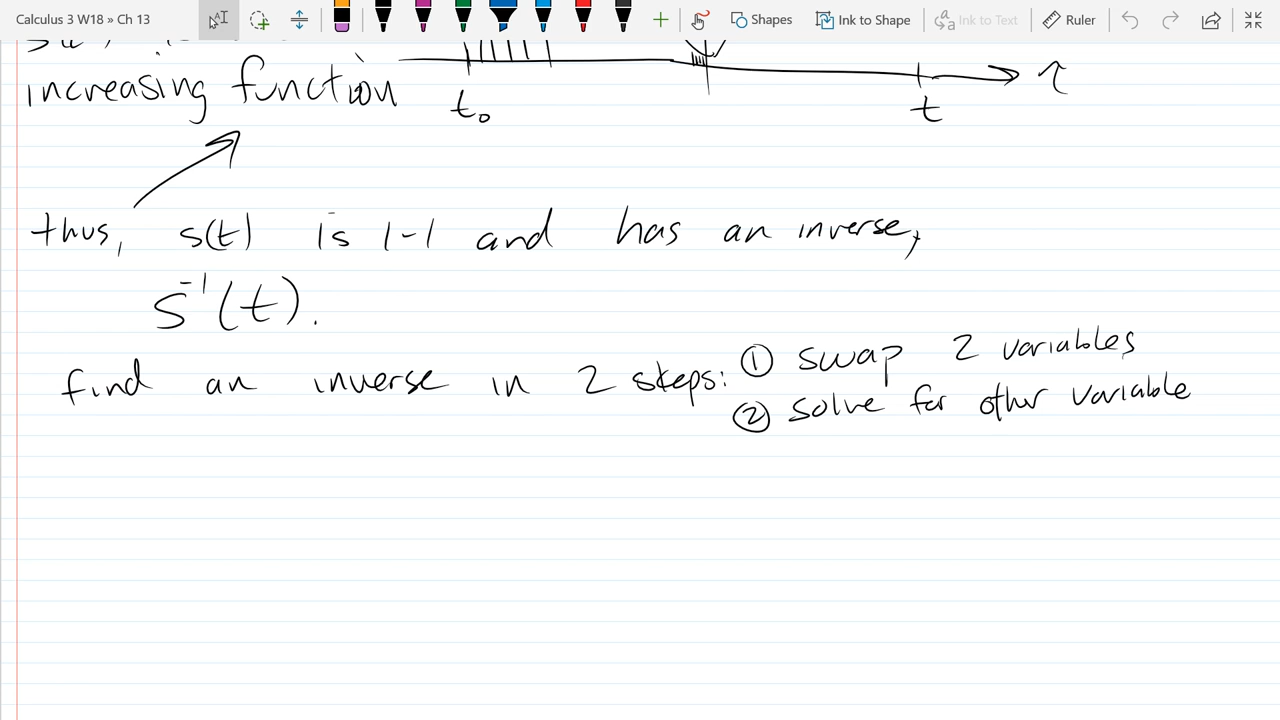 Calculus 3 W18 » Ch 13
Shapes
Ink to Shape
Ink to Text
Ruler
increasing function
t₀
t
τ
thus, s(t) is 1-1 and has an inverse,
s⁻¹(t).
find an inverse in 2 steps: ① swap 2 variables
② solve for other variable